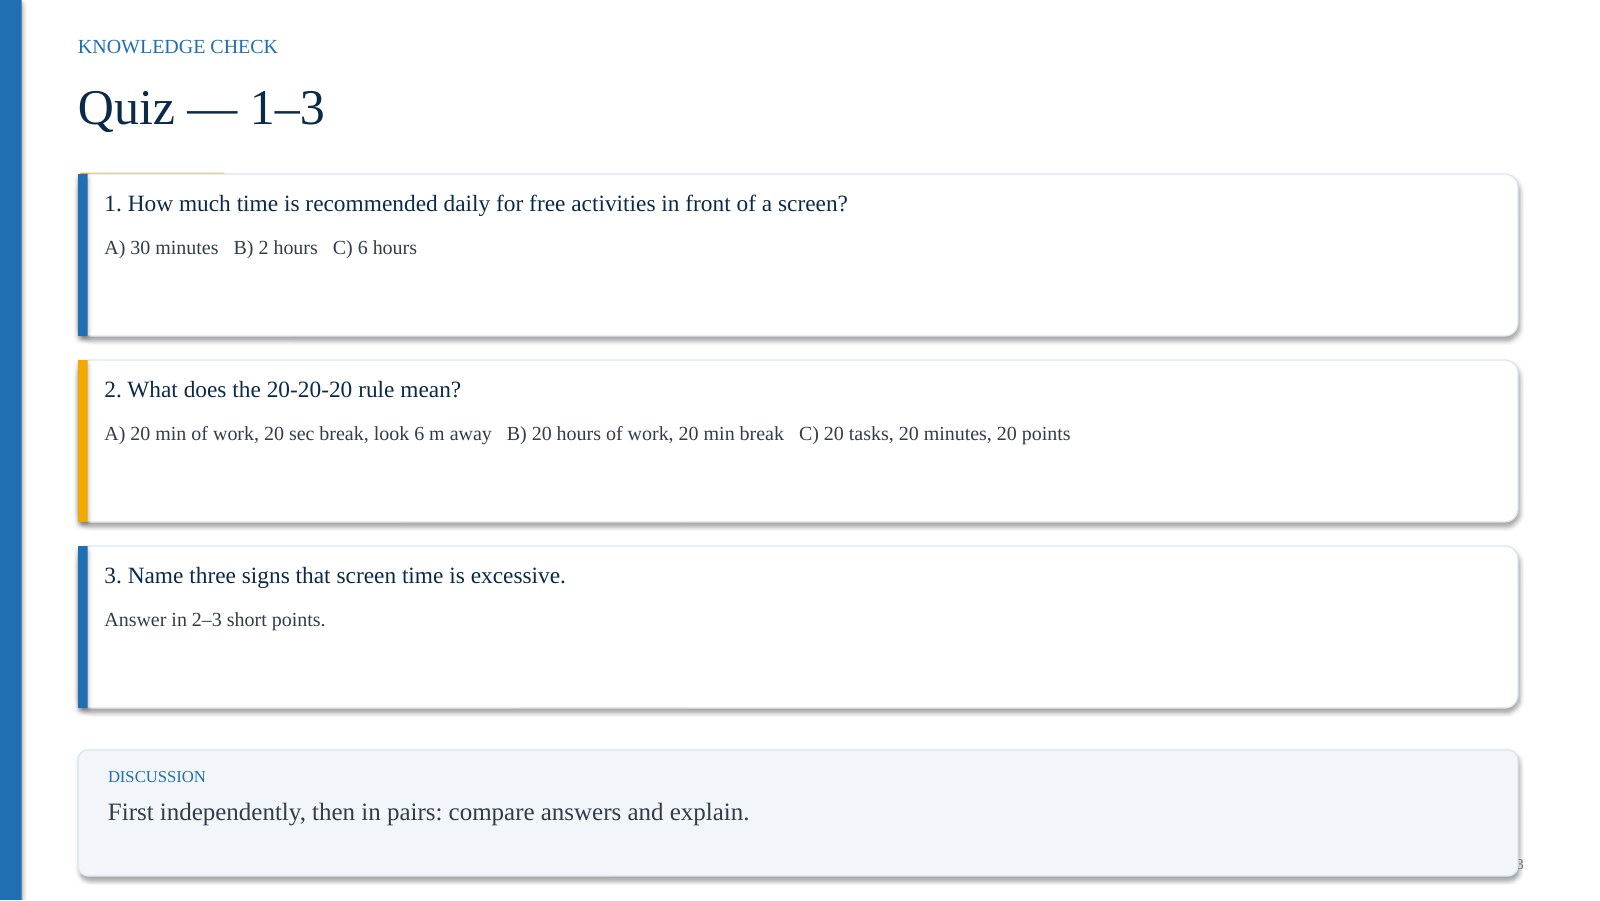 KNOWLEDGE CHECK
Quiz — 1–3
1. How much time is recommended daily for free activities in front of a screen?
A) 30 minutes   B) 2 hours   C) 6 hours
2. What does the 20-20-20 rule mean?
A) 20 min of work, 20 sec break, look 6 m away   B) 20 hours of work, 20 min break   C) 20 tasks, 20 minutes, 20 points
3. Name three signs that screen time is excessive.
Answer in 2–3 short points.
DISCUSSION
First independently, then in pairs: compare answers and explain.